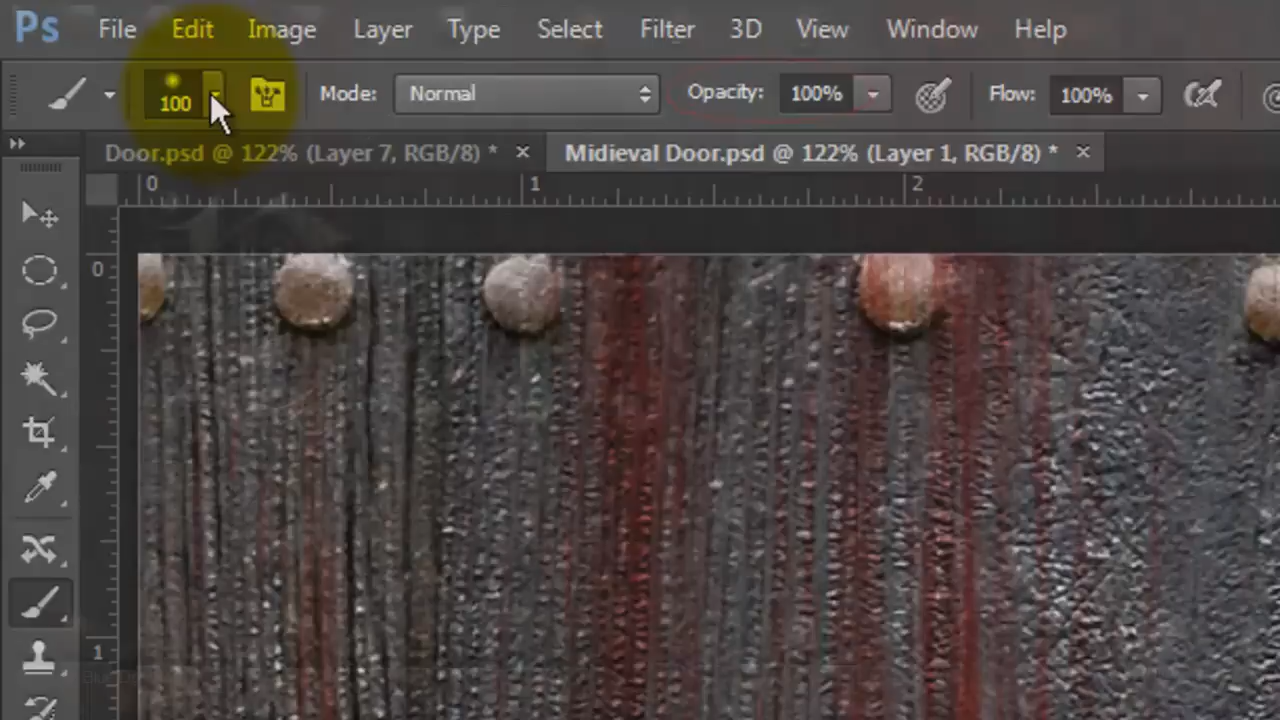 Ps File Edit Image Layer Type Select Filter 3D View Window Help
100 Mode: Normal Opacity: 100% Flow: 100%
Door.psd @ 122% (Layer 7, RGB/8) * × Midieval Door.psd @ 122% (Layer 1, RGB/8) * ×
0 1 2
0
1